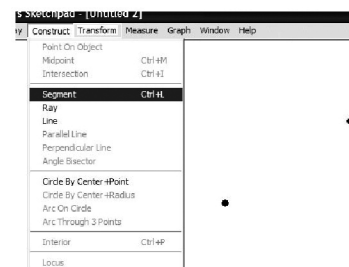 s Sketchpad - [Untitled 2]
ay Construct Transform Measure Graph Window Help
Point On Object
Midpoint Ctrl+M
Intersection Ctrl+I
Segment Ctrl+L
Ray
Line
Parallel Line
Perpendicular Line
Angle Bisector
Circle By Center+Point
Circle By Center+Radius
Arc On Circle
Arc Through 3 Points
Interior Ctrl+P
Locus